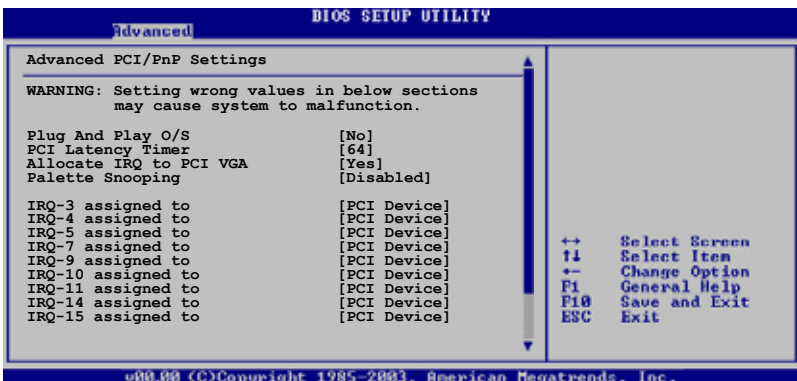 BIOS SETUP UTILITY
Advanced
Advanced PCI/PnP Settings
WARNING: Setting wrong values in below sections
may cause system to malfunction.
Plug And Play O/S [No]
PCI Latency Timer [64]
Allocate IRQ to PCI VGA [Yes]
Palette Snooping [Disabled]
IRQ-3 assigned to [PCI Device]
IRQ-4 assigned to [PCI Device]
IRQ-5 assigned to [PCI Device]
IRQ-7 assigned to [PCI Device]
IRQ-9 assigned to [PCI Device]
IRQ-10 assigned to [PCI Device]
IRQ-11 assigned to [PCI Device]
IRQ-14 assigned to [PCI Device]
IRQ-15 assigned to [PCI Device]
←→ Select Screen
↑↓ Select Item
+- Change Option
F1 General Help
F10 Save and Exit
ESC Exit
v00.00 (C)Copyright 1985-2003, American Megatrends, Inc.